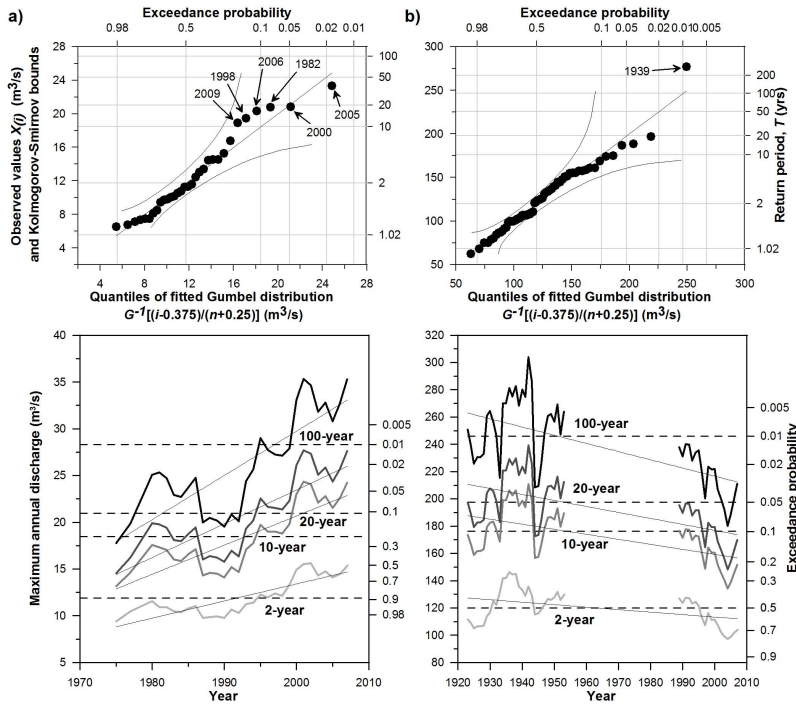 a)
Exceedance probability
0.98 0.5 0.1 0.05 0.02 0.01
Observed values X(i) (m³/s)
and Kolmogorov-Smirnov bounds
28
24
20
16
12
8
4
100
50
20
10
2
1.02
2009
1998
2006
1982
2000
2005
4 8 12 16 20 24 28
Quantiles of fitted Gumbel distribution
G⁻¹[(i-0.375)/(n+0.25)] (m³/s)
b)
Exceedance probability
0.98 0.5 0.1 0.05 0.02 0.01 0.005
300
250
200
150
100
50
1939
200
100
50
20
10
2
1.02
Return period, T (yrs)
50 100 150 200 250 300
Quantiles of fitted Gumbel distribution
G⁻¹[(i-0.375)/(n+0.25)] (m³/s)
Maximum annual discharge (m³/s)
40
35
30
25
20
15
10
5
100-year
20-year
10-year
2-year
0.005
0.01
0.02
0.05
0.1
0.3
0.5
0.7
0.9
0.98
1970 1980 1990 2000 2010
Year
320
300
280
260
240
220
200
180
160
140
120
100
80
100-year
20-year
10-year
2-year
0.005
0.01
0.02
0.05
0.1
0.2
0.3
0.5
0.7
0.9
Exceedance probability
1920 1930 1940 1950 1960 1970 1980 1990 2000 2010
Year